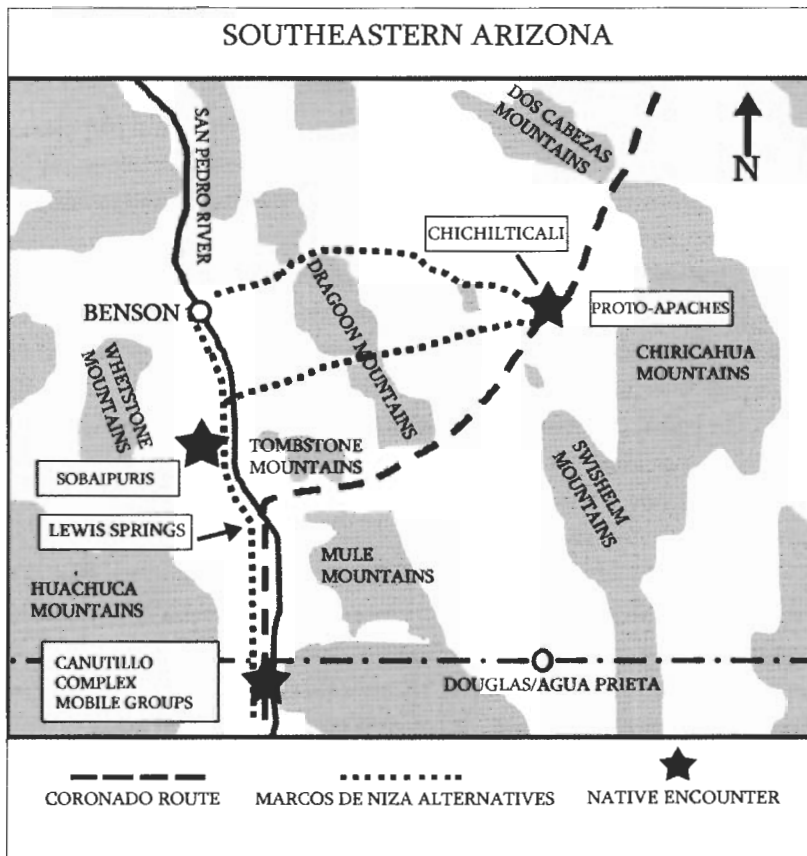 SOUTHEASTERN ARIZONA
SAN PEDRO RIVER
DOS CABEZAS
MOUNTAINS
N
CHICHILTICALI
DRAGOON MOUNTAINS
BENSON
PROTO-APACHES
WHETSTONE
MOUNTAINS
CHIRICAHUA
MOUNTAINS
TOMBSTONE
MOUNTAINS
SWISHELM
MOUNTAINS
SOBAIPURIS
LEWIS SPRINGS
MULE
MOUNTAINS
HUACHUCA
MOUNTAINS
CANUTILLO
COMPLEX
MOBILE GROUPS
DOUGLAS/AGUA PRIETA
CORONADO ROUTE
MARCOS DE NIZA ALTERNATIVES
NATIVE ENCOUNTER